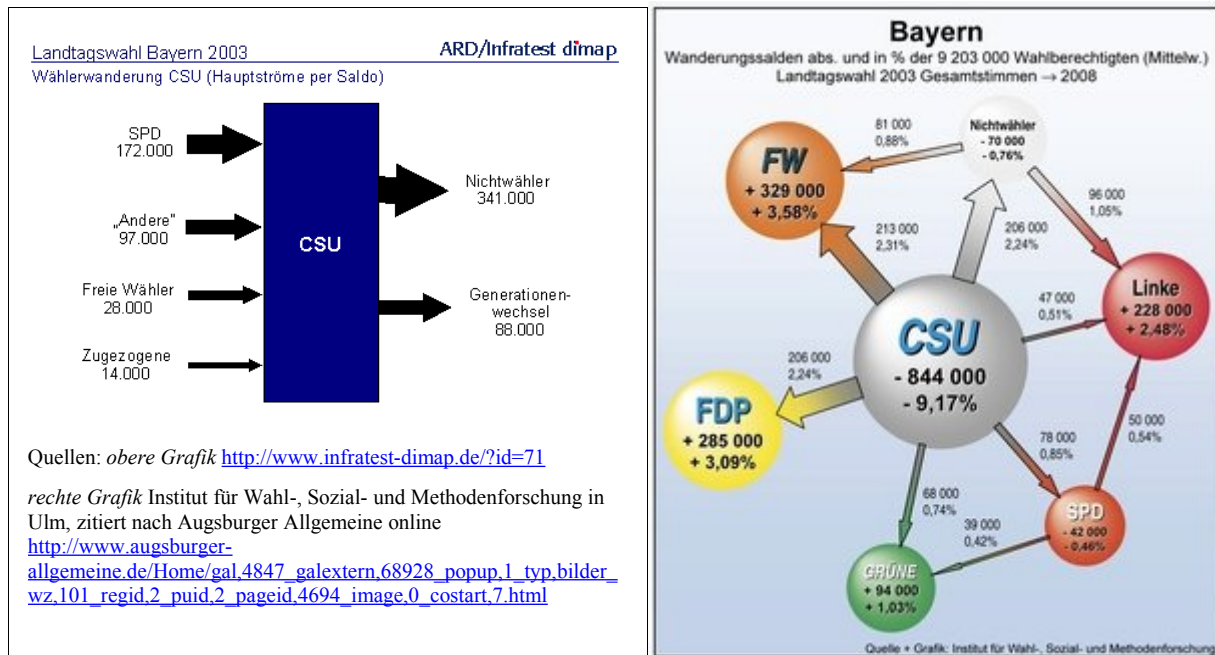 Landtagswahl Bayern 2003
ARD/Infratest dimap
Wählerwanderung CSU (Hauptströme per Saldo)
SPD
172.000
„Andere"
97.000
Freie Wähler
28.000
Zugezogene
14.000
CSU
Nichtwähler
341.000
Generationen-
wechsel
88.000
Quellen: obere Grafik http://www.infratest-dimap.de/?id=71
rechte Grafik Institut für Wahl-, Sozial- und Methodenforschung in
Ulm, zitiert nach Augsburger Allgemeine online
http://www.augsburger-
allgemeine.de/Home/gal,4847_galextern,68928_popup,1_typ,bilder_
wz,101_regid,2_puid,2_pageid,4694_image,0_costart,7.html
Bayern
Wanderungssalden abs. und in % der 9 203 000 Wahlberechtigten (Mittelw.)
Landtagswahl 2003 Gesamtstimmen → 2008
Nichtwähler
- 70 000
- 0,76%
81 000
0,88%
FW
+ 329 000
+ 3,58%
96 000
1,05%
213 000
2,31%
206 000
2,24%
Linke
+ 228 000
+ 2,48%
47 000
0,51%
CSU
- 844 000
- 9,17%
206 000
2,24%
FDP
+ 285 000
+ 3,09%
50 000
0,54%
78 000
0,85%
68 000
0,74%
39 000
0,42%
SPD
- 42 000
- 0,46%
GRÜNE
+ 94 000
+ 1,03%
Quelle + Grafik: Institut für Wahl-, Sozial- und Methodenforschung